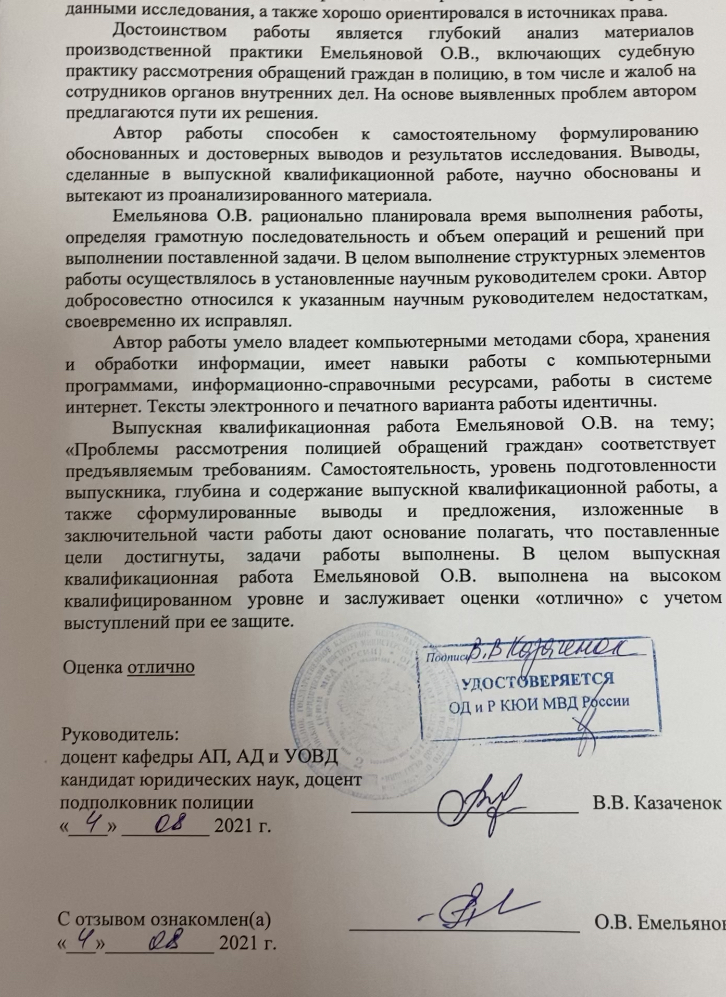 данными исследования, а также хорошо ориентировался в источниках права.
Достоинством работы является глубокий анализ материалов
производственной практики Емельяновой О.В., включающих судебную
практику рассмотрения обращений граждан в полицию, в том числе и жалоб на
сотрудников органов внутренних дел. На основе выявленных проблем автором
предлагаются пути их решения.
Автор работы способен к самостоятельному формулированию
обоснованных и достоверных выводов и результатов исследования. Выводы,
сделанные в выпускной квалификационной работе, научно обоснованы и
вытекают из проанализированного материала.
Емельянова О.В. рационально планировала время выполнения работы,
определяя грамотную последовательность и объем операций и решений при
выполнении поставленной задачи. В целом выполнение структурных элементов
работы осуществлялось в установленные научным руководителем сроки. Автор
добросовестно относился к указанным научным руководителем недостаткам,
своевременно их исправлял.
Автор работы умело владеет компьютерными методами сбора, хранения
и обработки информации, имеет навыки работы с компьютерными
программами, информационно-справочными ресурсами, работы в системе
интернет. Тексты электронного и печатного варианта работы идентичны.
Выпускная квалификационная работа Емельяновой О.В. на тему;
«Проблемы рассмотрения полицией обращений граждан» соответствует
предъявляемым требованиям. Самостоятельность, уровень подготовленности
выпускника, глубина и содержание выпускной квалификационной работы, а
также сформулированные выводы и предложения, изложенные в
заключительной части работы дают основание полагать, что поставленные
цели достигнуты, задачи работы выполнены. В целом выпускная
квалификационная работа Емельяновой О.В. выполнена на высоком
квалифицированном уровне и заслуживает оценки «отлично» с учетом
выступлений при ее защите.
Подпись В.В Казаченок
УДОСТОВЕРЯЕТСЯ
ОД и Р КЮИ МВД России
Оценка отлично
Руководитель:
доцент кафедры АП, АД и УОВД
кандидат юридических наук, доцент
подполковник полиции
В.В. Казаченок
«4» 08 2021 г.
С отзывом ознакомлен(а)
О.В. Емельянов
«4» 08 2021 г.